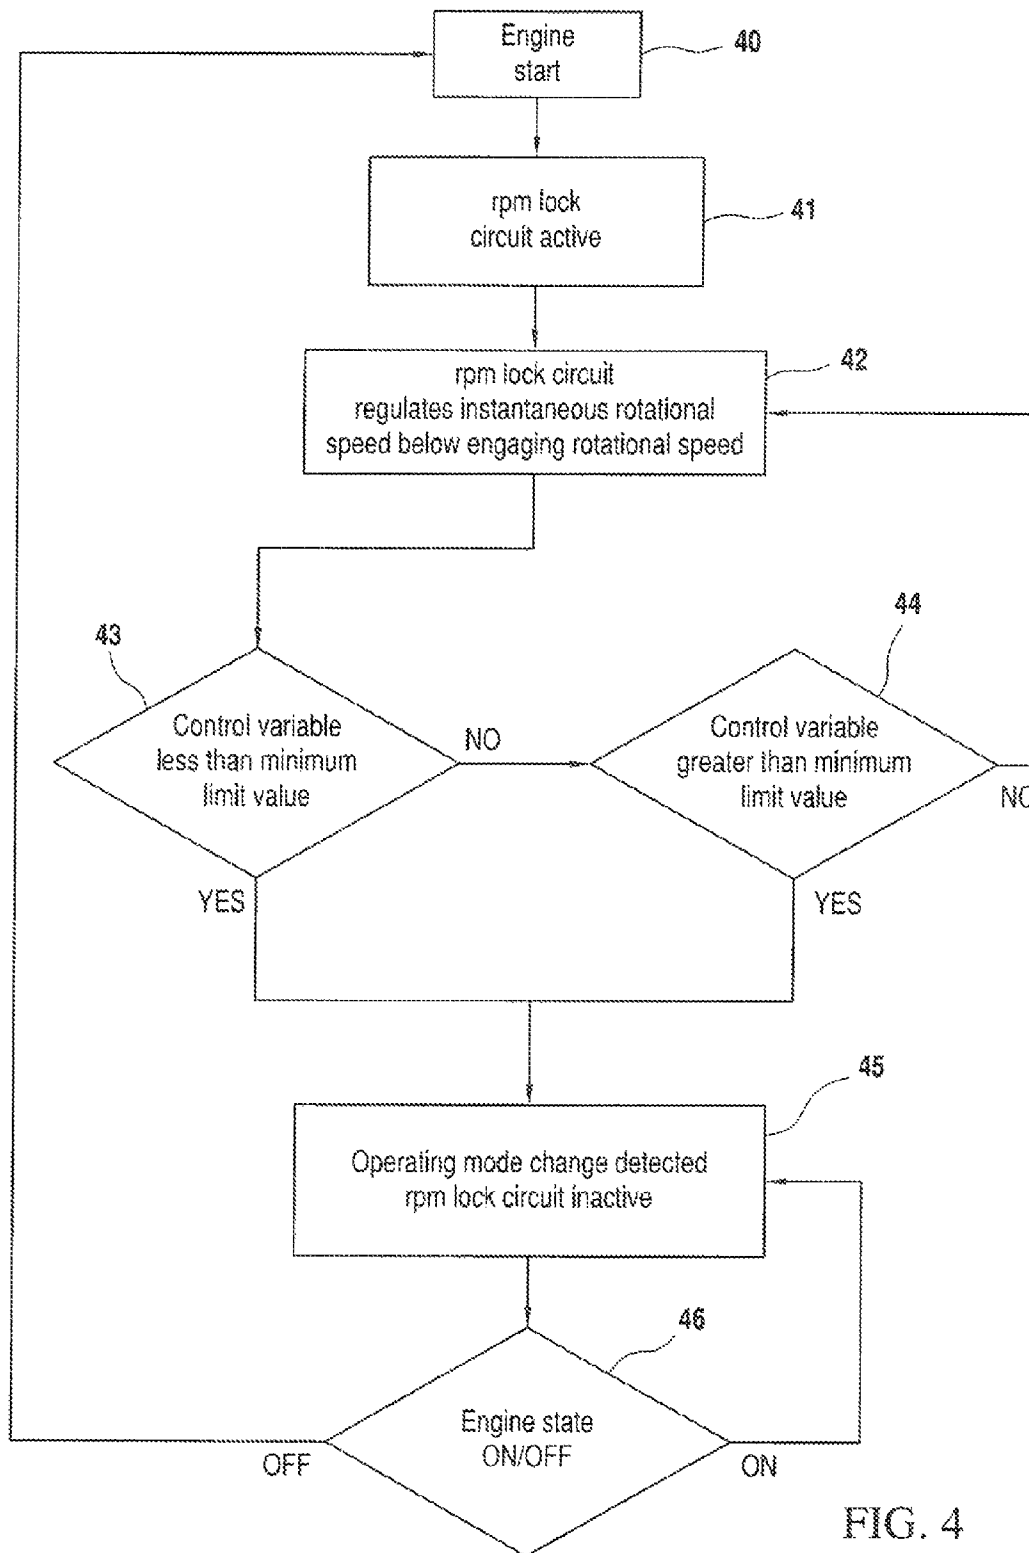 Engine
start
40
rpm lock
circuit active
41
rpm lock circuit
regulates instantaneous rotational
speed below engaging rotational speed
42
43
Control variable
less than minimum
limit value
NO
YES
44
Control variable
greater than minimum
limit value
NO
YES
45
Operating mode change detected
rpm lock circuit inactive
46
Engine state
ON/OFF
OFF
ON
FIG. 4